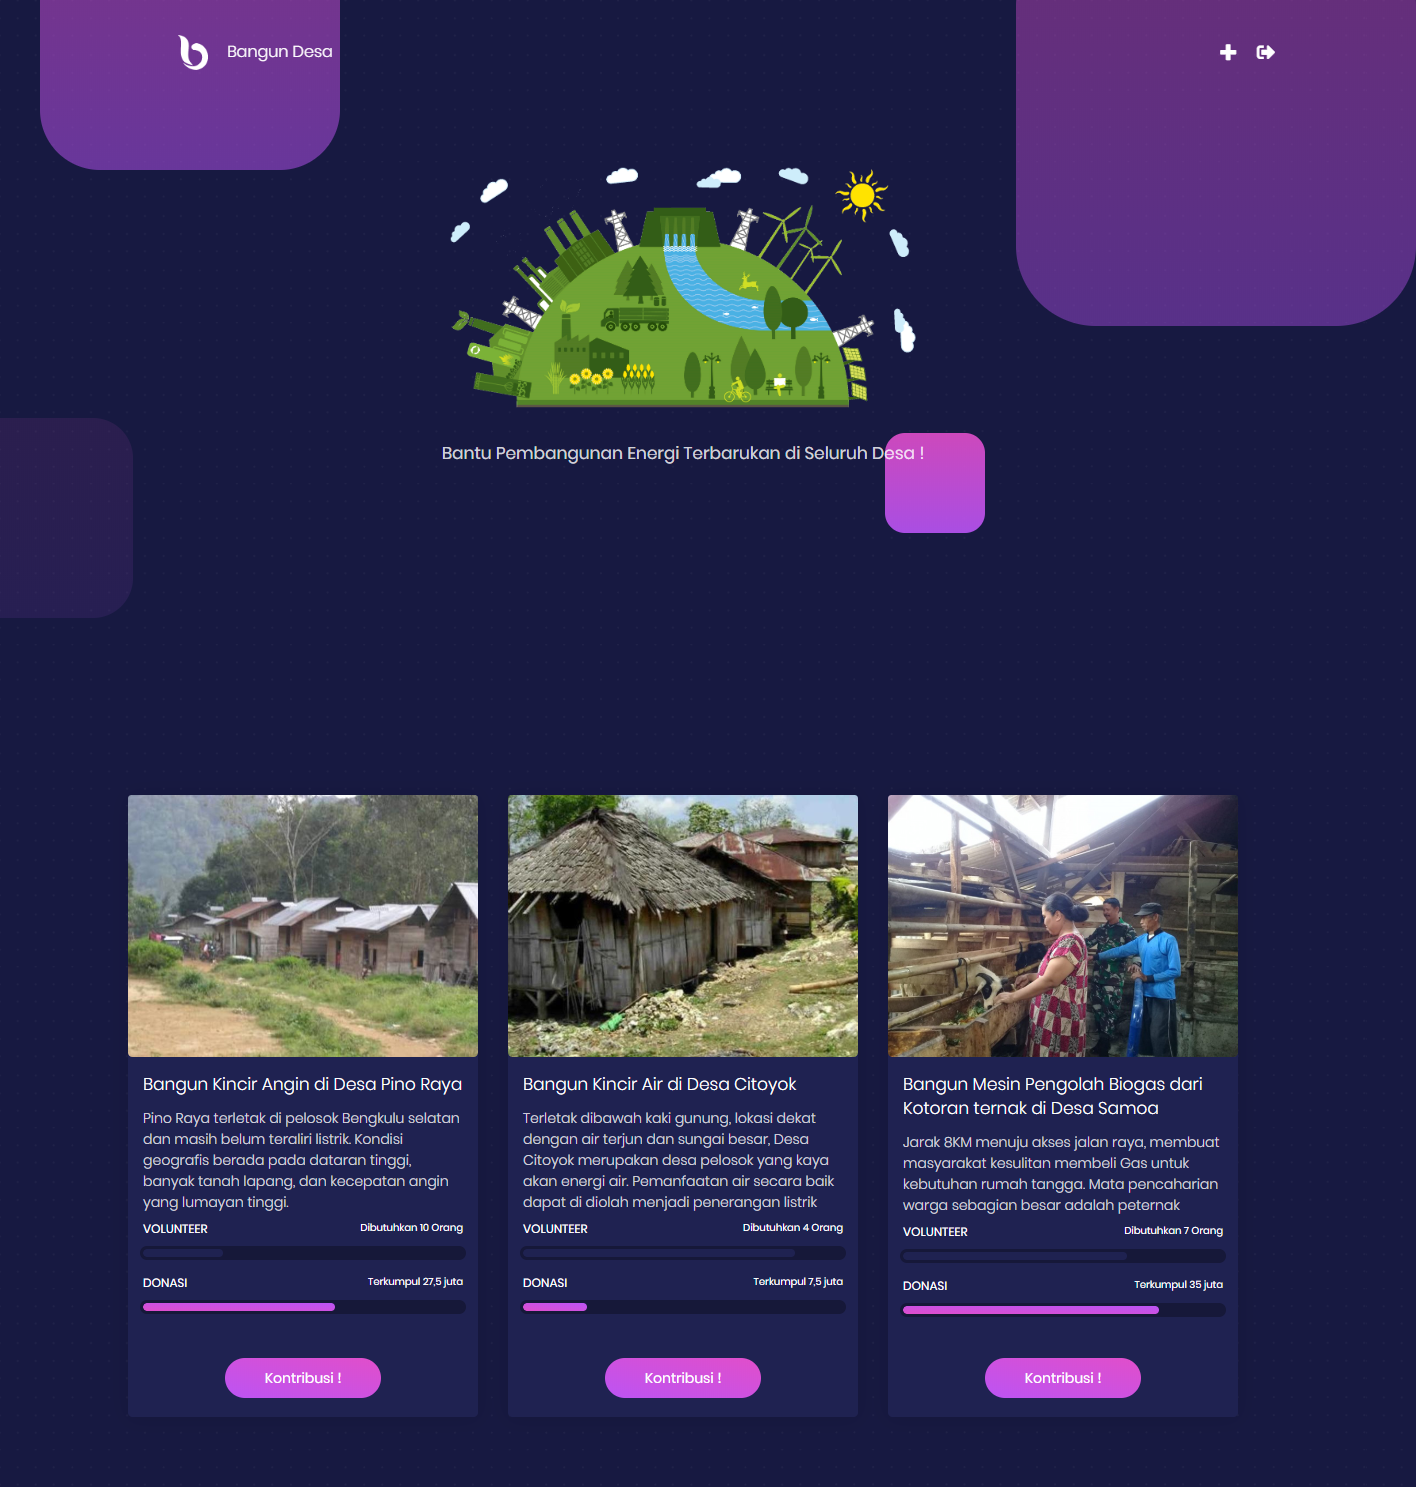 Bangun Desa
Bantu Pembangunan Energi Terbarukan di Seluruh Desa !
Bangun Kincir Angin di Desa Pino Raya
Pino Raya terletak di pelosok Bengkulu selatan
dan masih belum teraliri listrik. Kondisi
geografis berada pada dataran tinggi,
banyak tanah lapang, dan kecepatan angin
yang lumayan tinggi.
VOLUNTEER Dibutuhkan 10 Orang
DONASI Terkumpul 27,5 juta
Kontribusi !
Bangun Kincir Air di Desa Citoyok
Terletak dibawah kaki gunung, lokasi dekat
dengan air terjun dan sungai besar, Desa
Citoyok merupakan desa pelosok yang kaya
akan energi air. Pemanfaatan air secara baik
dapat di diolah menjadi penerangan listrik
VOLUNTEER Dibutuhkan 4 Orang
DONASI Terkumpul 7,5 juta
Kontribusi !
Bangun Mesin Pengolah Biogas dari
Kotoran ternak di Desa Samoa
Jarak 8KM menuju akses jalan raya, membuat
masyarakat kesulitan membeli Gas untuk
kebutuhan rumah tangga. Mata pencaharian
warga sebagian besar adalah peternak
VOLUNTEER Dibutuhkan 7 Orang
DONASI Terkumpul 35 juta
Kontribusi !